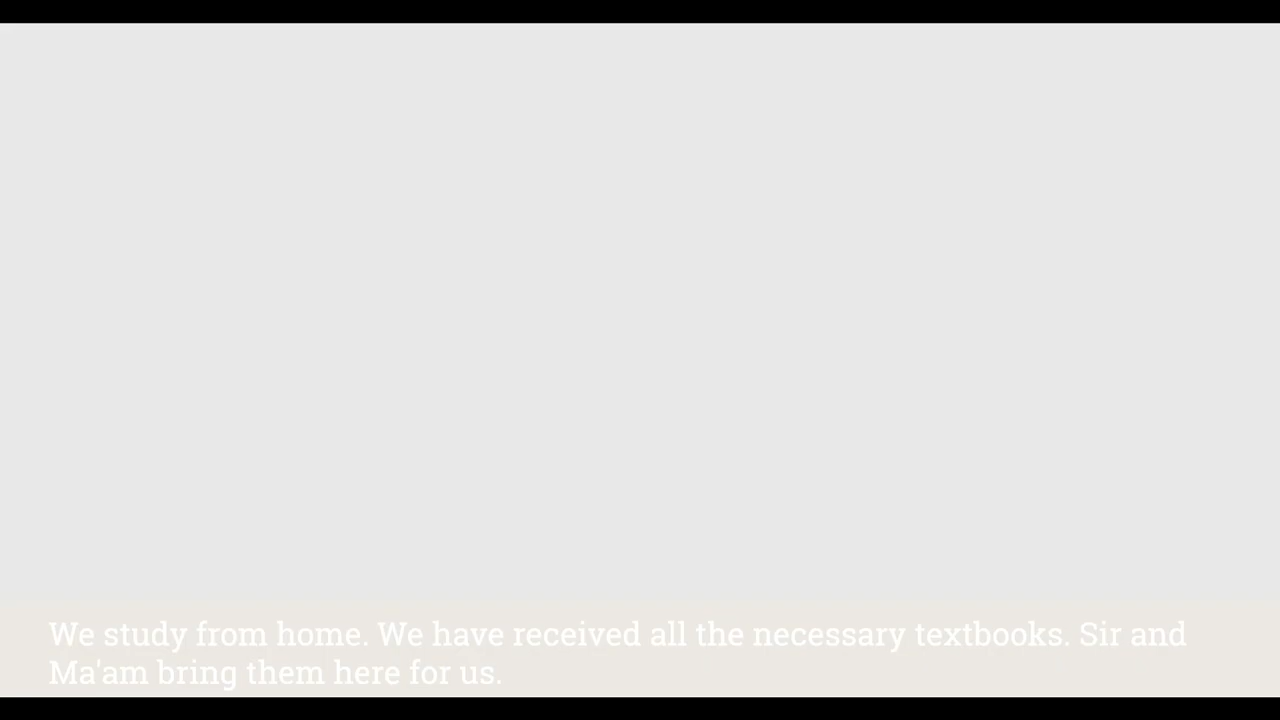 We study from home. We have received all the necessary textbooks. Sir and
Ma'am bring them here for us.